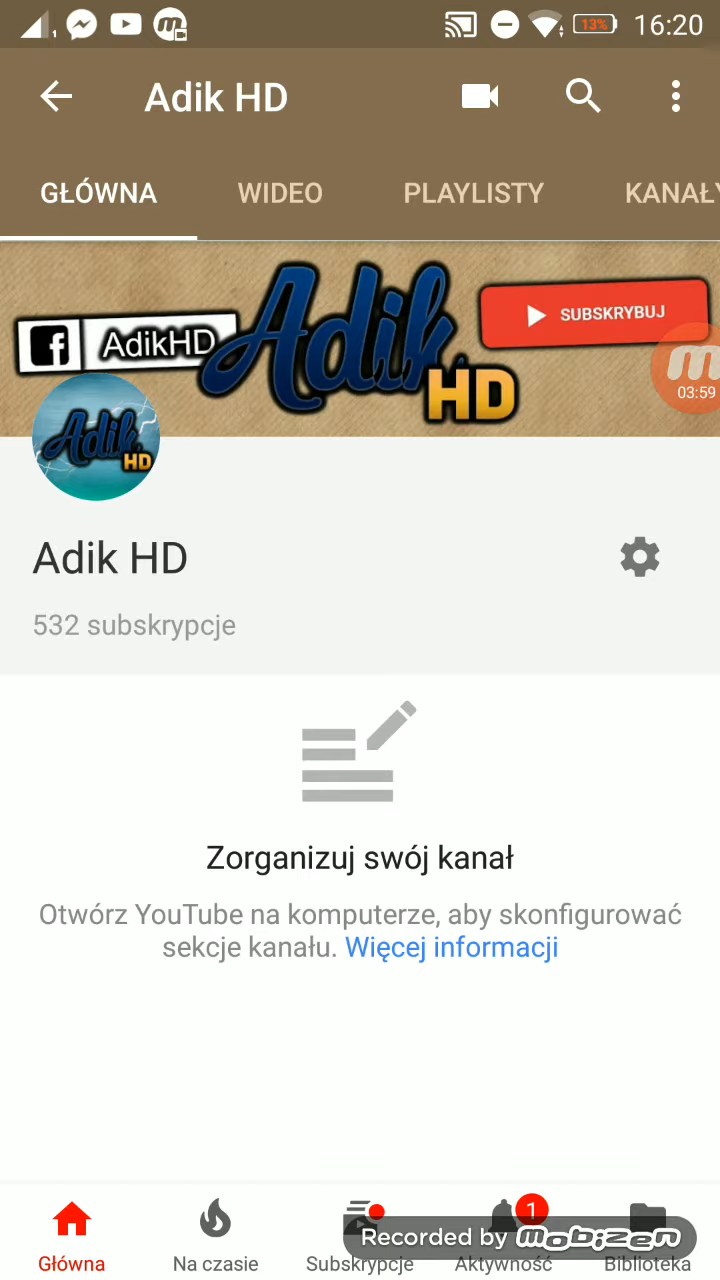 13% 16:20
Adik HD
GŁÓWNA WIDEO PLAYLISTY KANAŁY
f AdikHD Adik HD SUBSKRYBUJ
m 03:59
Adik HD
Adik HD
532 subskrypcje
Zorganizuj swój kanał
Otwórz YouTube na komputerze, aby skonfigurować
sekcje kanału. Więcej informacji
1
Recorded by mobizen
Główna Na czasie Subskrypcje Aktywność Biblioteka